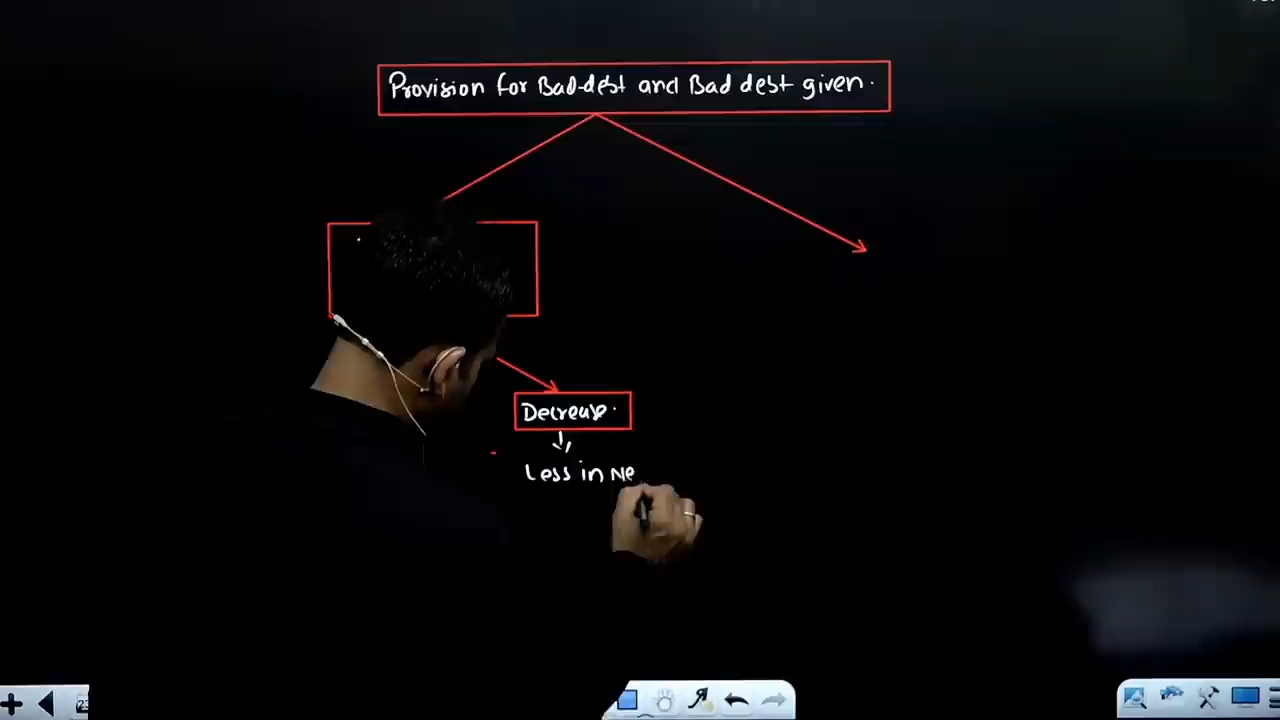 Provision for Bad-debt and Bad debt given.
Decrease.
Less in Ne